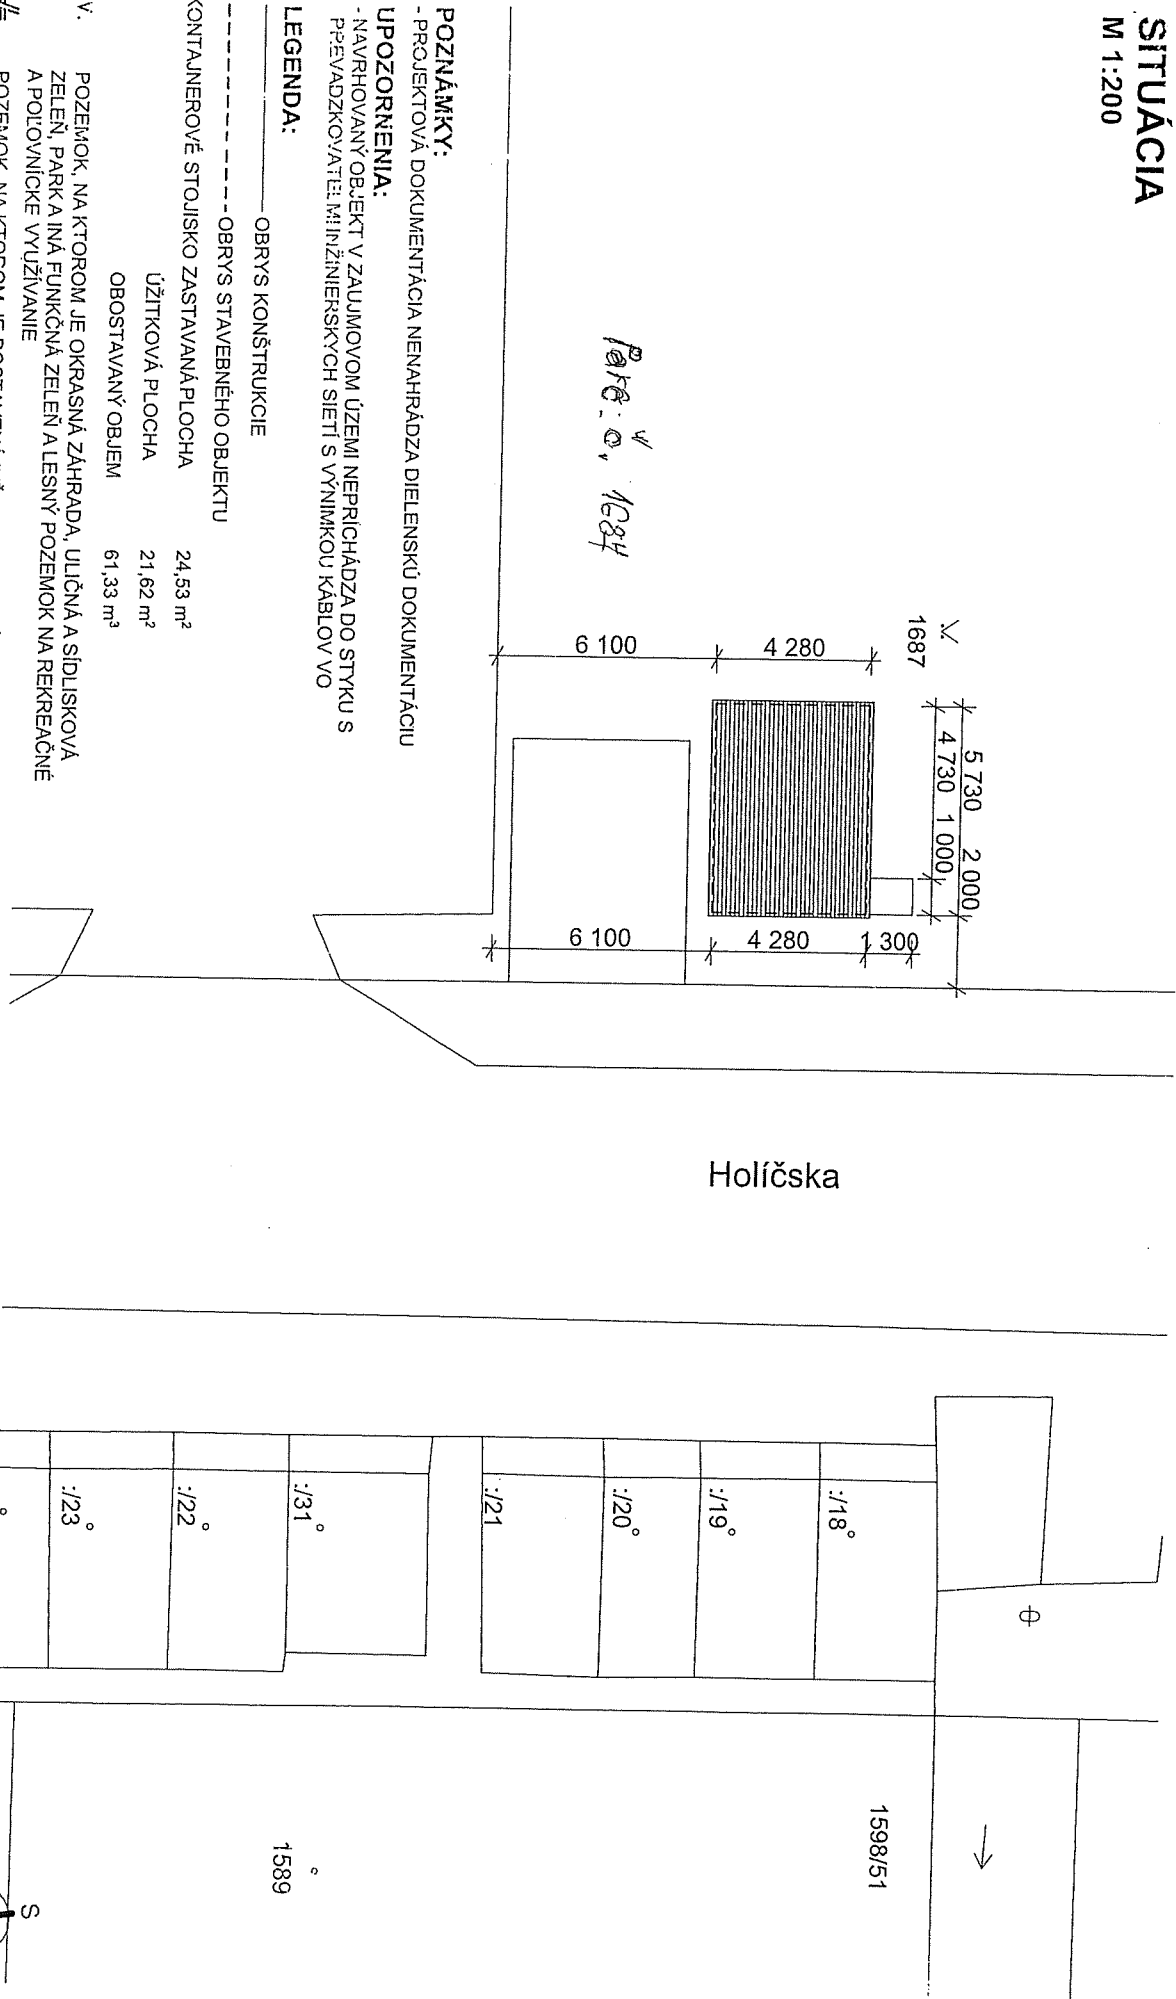 SITUÁCIA
M 1:200
POZNÁMKY:
- PROJEKTOVÁ DOKUMENTÁCIA NENAHRÁDZA DIELENSKÚ DOKUMENTÁCIU
UPOZORNENIA:
- NAVRHOVANÝ OBJEKT V ZAUJMOVOM ÚZEMI NEPRICHÁDZA DO STYKU S
PREVADZKOVATEĽMI INŽINIERSKYCH SIETÍ S VÝNIMKOU KÁBLOV VO
LEGENDA:
OBRYS KONŠTRUKCIE
OBRYS STAVEBNÉHO OBJEKTU
KONTAJNEROVÉ STOJISKO ZASTAVANÁ PLOCHA 24,53 m²
ÚŽITKOVÁ PLOCHA 21,62 m²
OBOSTAVANÝ OBJEM 61,33 m³
POZEMOK, NA KTOROM JE OKRASNÁ ZÁHRADA, ULIČNÁ A SÍDLISKOVÁ
ZELEŇ, PARK A INÁ FUNKČNÁ ZELEŇ A LESNÝ POZEMOK NA REKREAČNÉ
A POĽOVNÍCKE VYUŽÍVANIE
Parc. č. 1687
1687
5 730 2 000
4 730 1 000
6 100 4 280
6 100 4 280 1 300
Holíčska
:/18
:/19
:/20
:/21
:/31
:/22
:/23
1598/51
1589
S